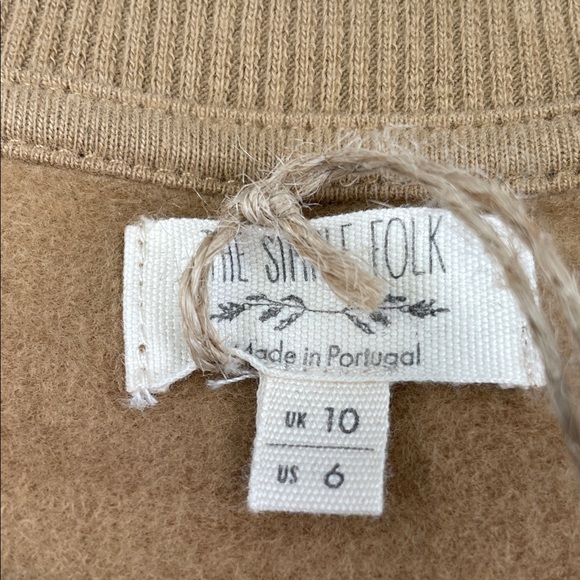 THE SIMPLE FOLK
Made in Portugal
UK 10
US 6